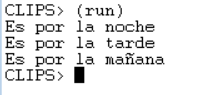 CLIPS> (run)
Es por la noche
Es por la tarde
Es por la mañana
CLIPS>